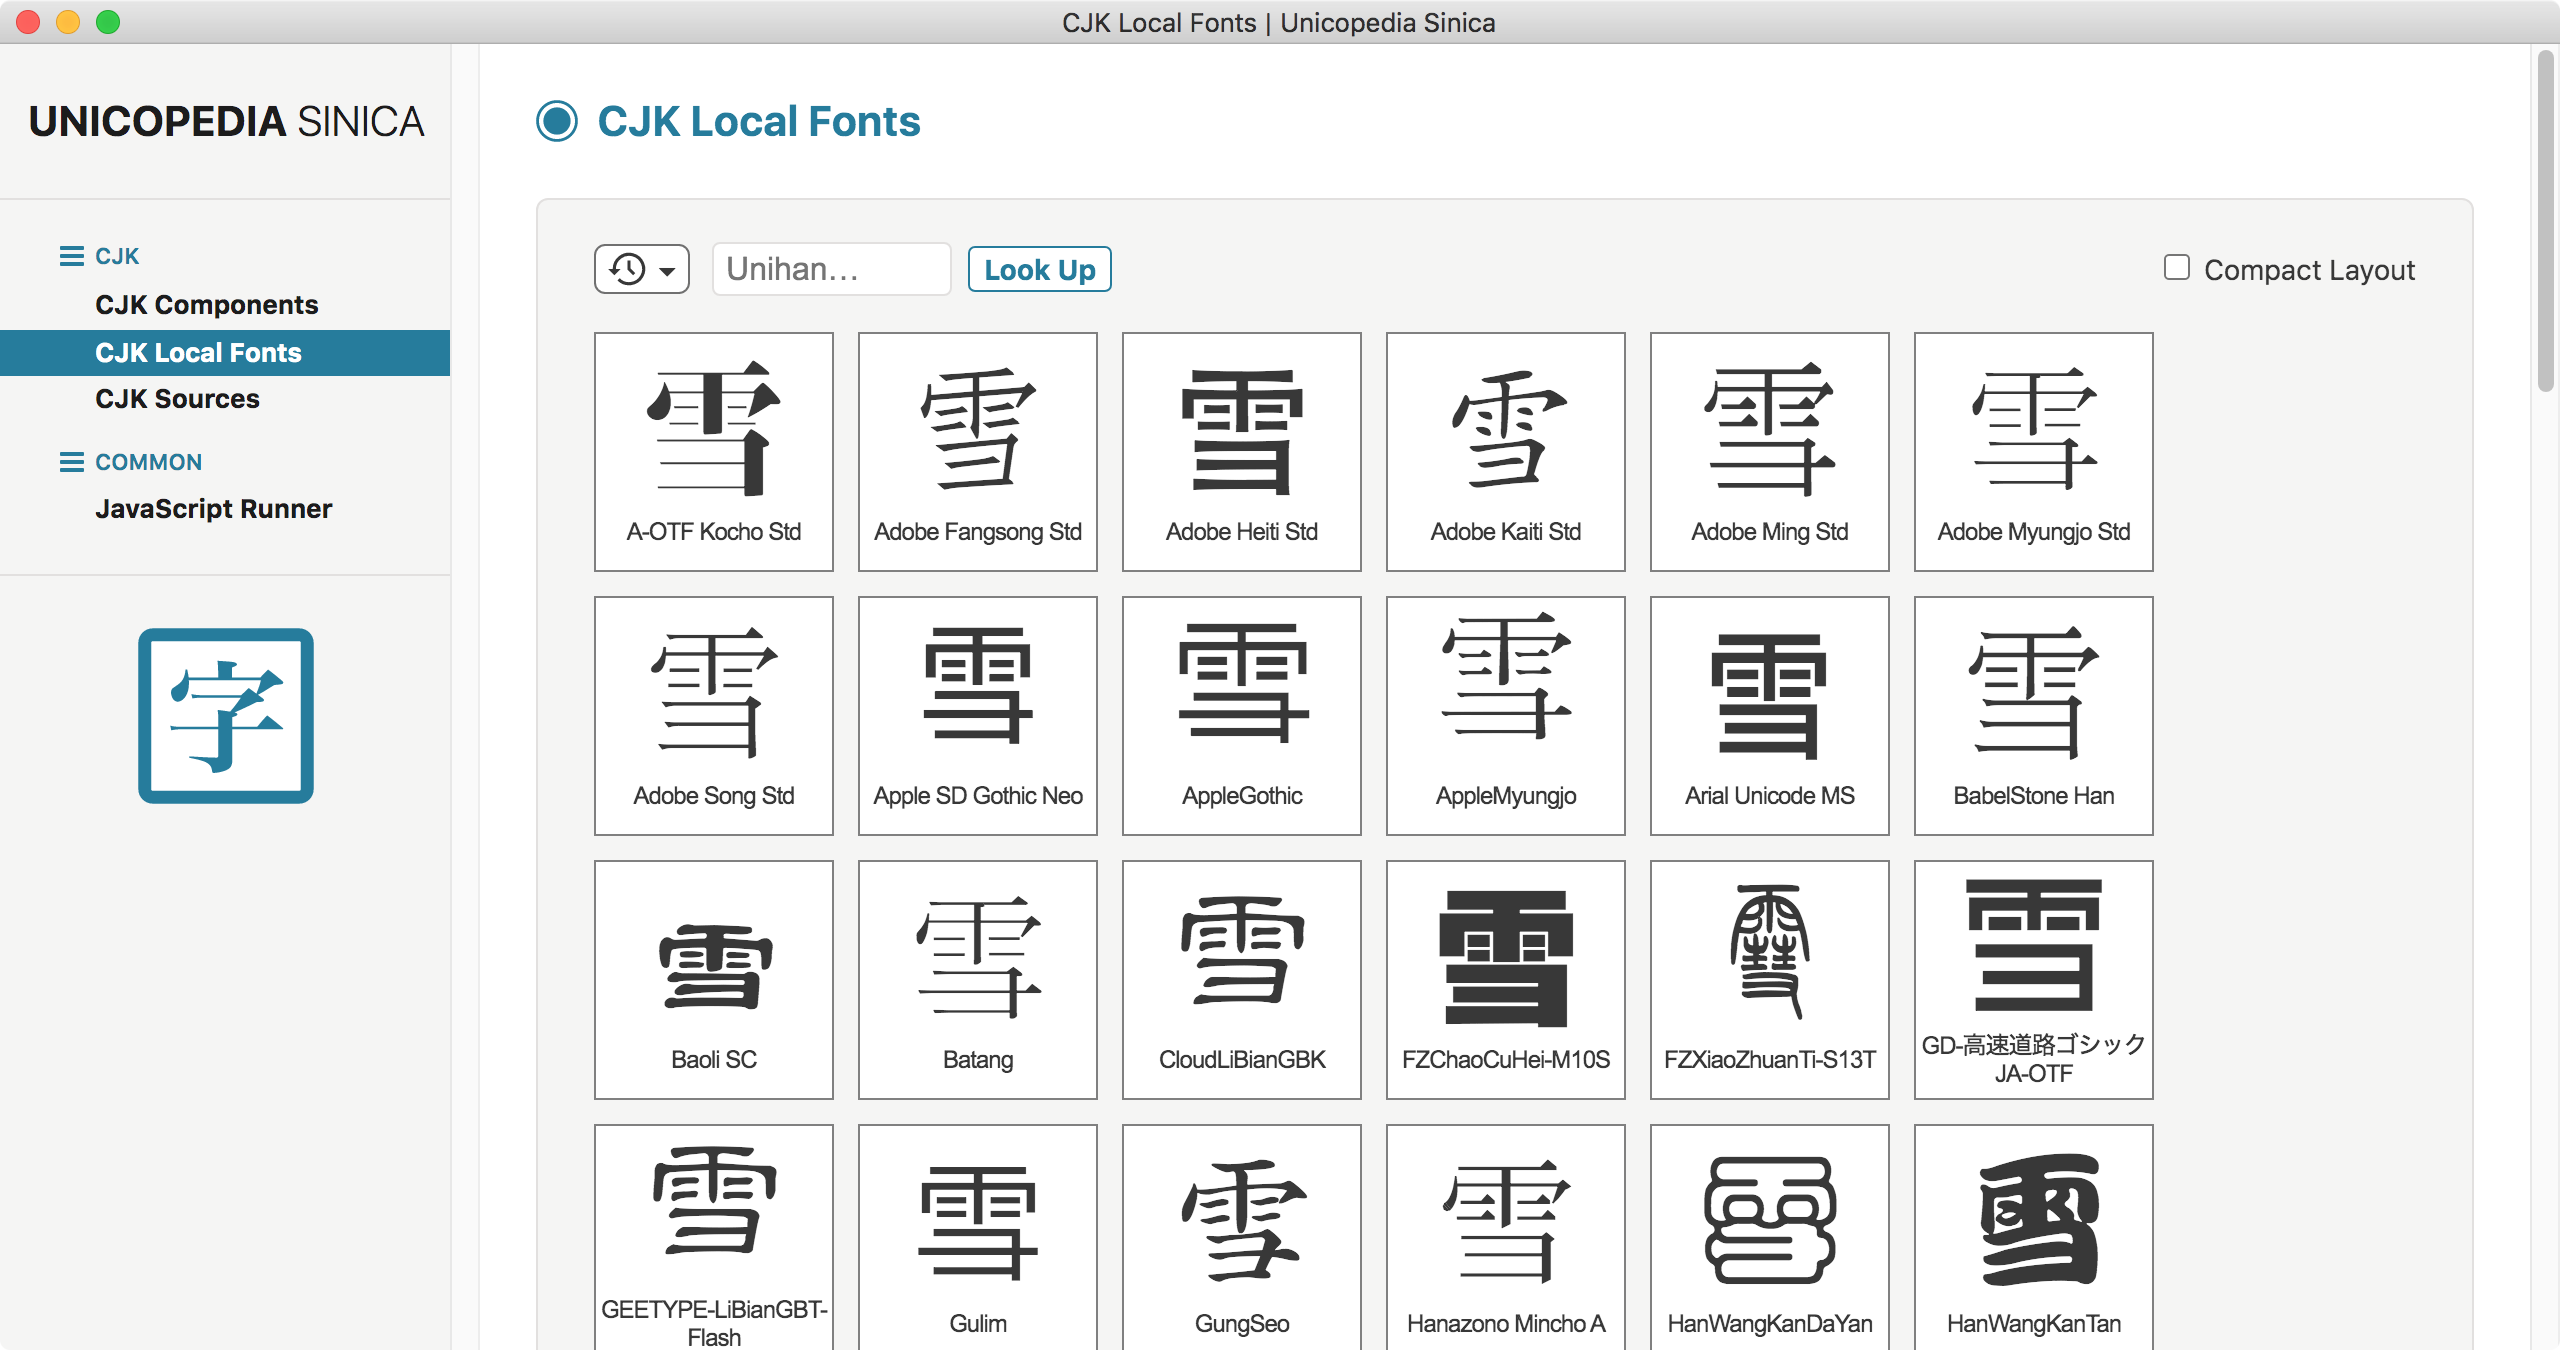 CJK Local Fonts | Unicopedia Sinica
UNICOPEDIA SINICA
CJK
CJK Components
CJK Local Fonts
CJK Sources
COMMON
JavaScript Runner
字
CJK Local Fonts
Unihan…
Look Up
Compact Layout
雪 雪 雪 雪 雪 雪
A-OTF Kocho Std Adobe Fangsong Std Adobe Heiti Std Adobe Kaiti Std Adobe Ming Std Adobe Myungjo Std
雪 雪 雪 雪 雪 雪
Adobe Song Std Apple SD Gothic Neo AppleGothic AppleMyungjo Arial Unicode MS BabelStone Han
雪 雪 雪 雪 雪 雪
Baoli SC Batang CloudLiBianGBK FZChaoCuHei-M10S FZXiaoZhuanTi-S13T GD-高速道路ゴシック
JA-OTF
雪 雪 雪 雪 雪 雪
GEETYPE-LiBianGBT-
Flash Gulim GungSeo Hanazono Mincho A HanWangKanDaYan HanWangKanTan